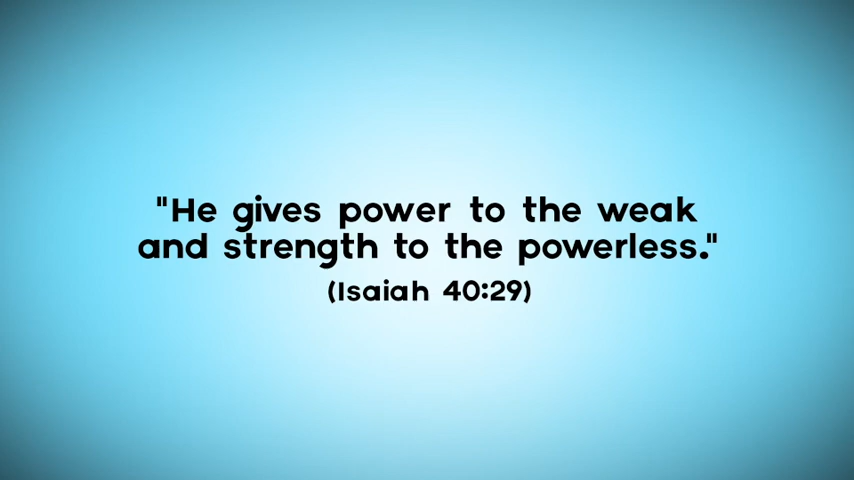 "He gives power to the weak
and strength to the powerless."
(Isaiah 40:29)